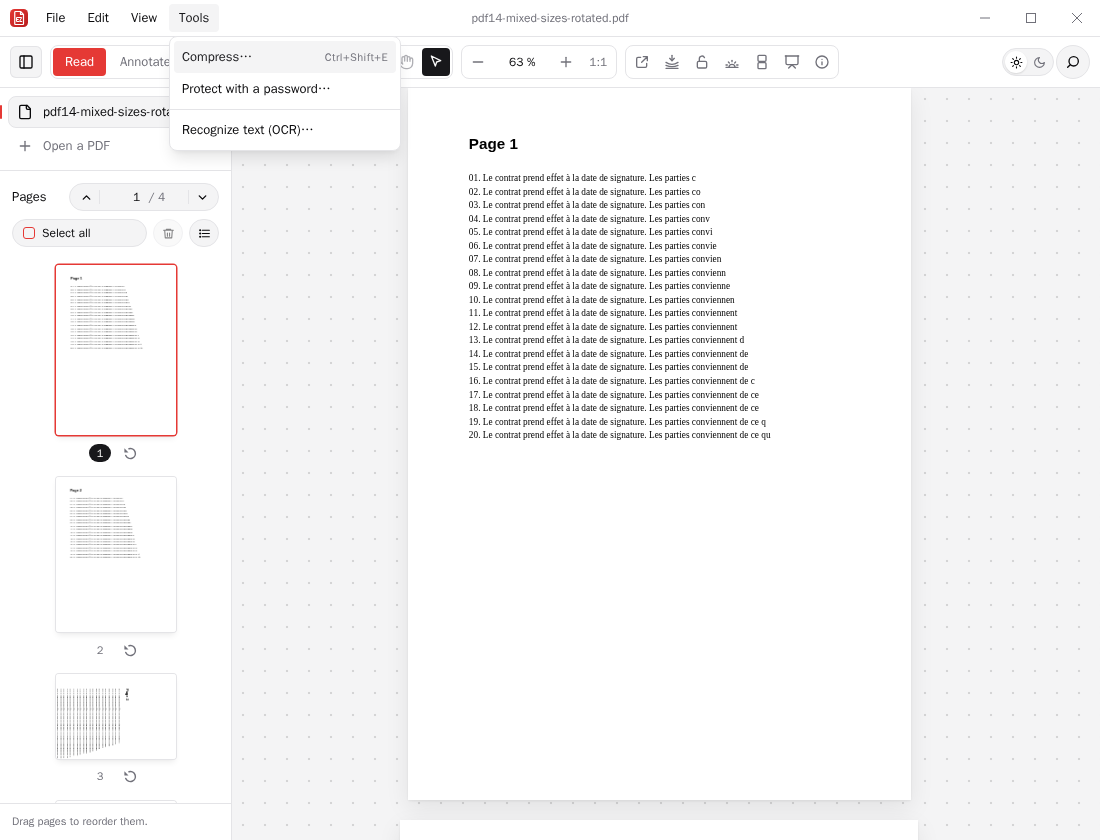 File Edit View Tools
pdf14-mixed-sizes-rotated.pdf
Read
Annotate
63 %
1:1
Compress··· Ctrl+Shift+E
Protect with a password···
Recognize text (OCR)···
pdf14-mixed-sizes-rota
Open a PDF
Pages
1 / 4
Select all
Page 1
1
Page 2
2
3
Drag pages to reorder them.
Page 1
01. Le contrat prend effet à la date de signature. Les parties c
02. Le contrat prend effet à la date de signature. Les parties co
03. Le contrat prend effet à la date de signature. Les parties con
04. Le contrat prend effet à la date de signature. Les parties conv
05. Le contrat prend effet à la date de signature. Les parties convi
06. Le contrat prend effet à la date de signature. Les parties convie
07. Le contrat prend effet à la date de signature. Les parties convien
08. Le contrat prend effet à la date de signature. Les parties convienn
09. Le contrat prend effet à la date de signature. Les parties convienne
10. Le contrat prend effet à la date de signature. Les parties conviennen
11. Le contrat prend effet à la date de signature. Les parties conviennent
12. Le contrat prend effet à la date de signature. Les parties conviennent
13. Le contrat prend effet à la date de signature. Les parties conviennent d
14. Le contrat prend effet à la date de signature. Les parties conviennent de
15. Le contrat prend effet à la date de signature. Les parties conviennent de
16. Le contrat prend effet à la date de signature. Les parties conviennent de c
17. Le contrat prend effet à la date de signature. Les parties conviennent de ce
18. Le contrat prend effet à la date de signature. Les parties conviennent de ce
19. Le contrat prend effet à la date de signature. Les parties conviennent de ce q
20. Le contrat prend effet à la date de signature. Les parties conviennent de ce qu